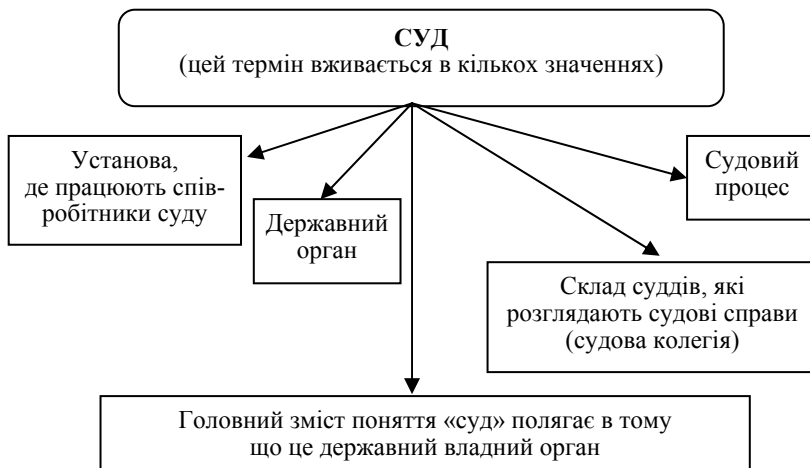 СУД
(цей термін вживається в кількох значеннях)
Установа,
де працюють спів-
робітники суду
Державний
орган
Судовий
процес
Склад суддів, які
розглядають судові справи
(судова колегія)
Головний зміст поняття «суд» полягає в тому
що це державний владний орган